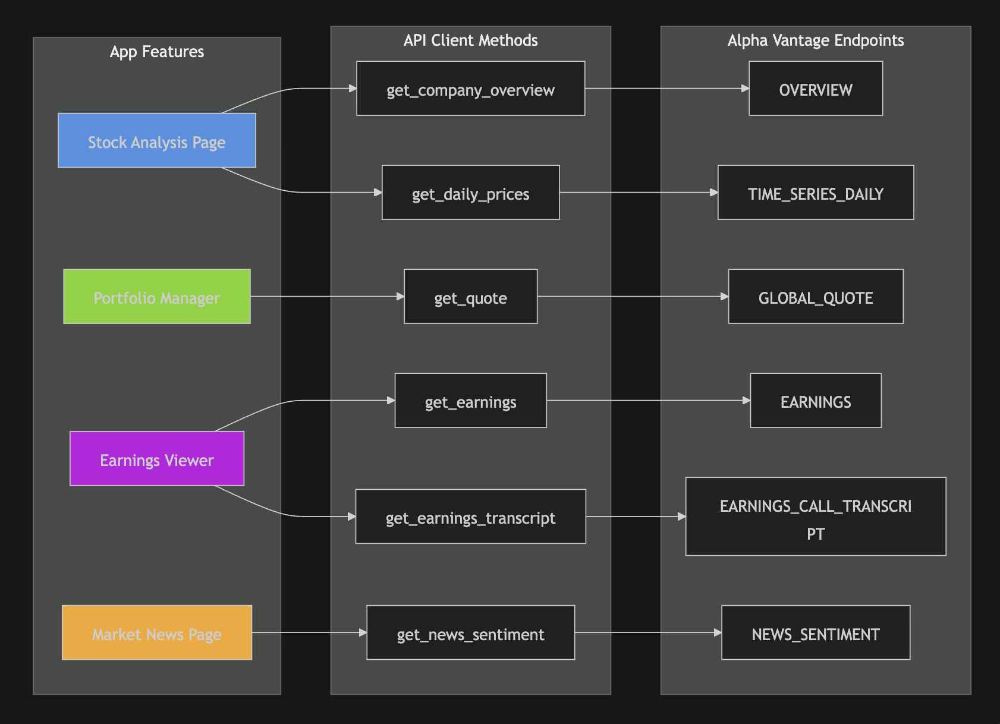 App Features
Stock Analysis Page
Portfolio Manager
Earnings Viewer
Market News Page
API Client Methods
get_company_overview
get_daily_prices
get_quote
get_earnings
get_earnings_transcript
get_news_sentiment
Alpha Vantage Endpoints
OVERVIEW
TIME_SERIES_DAILY
GLOBAL_QUOTE
EARNINGS
EARNINGS_CALL_TRANSCRI
PT
NEWS_SENTIMENT